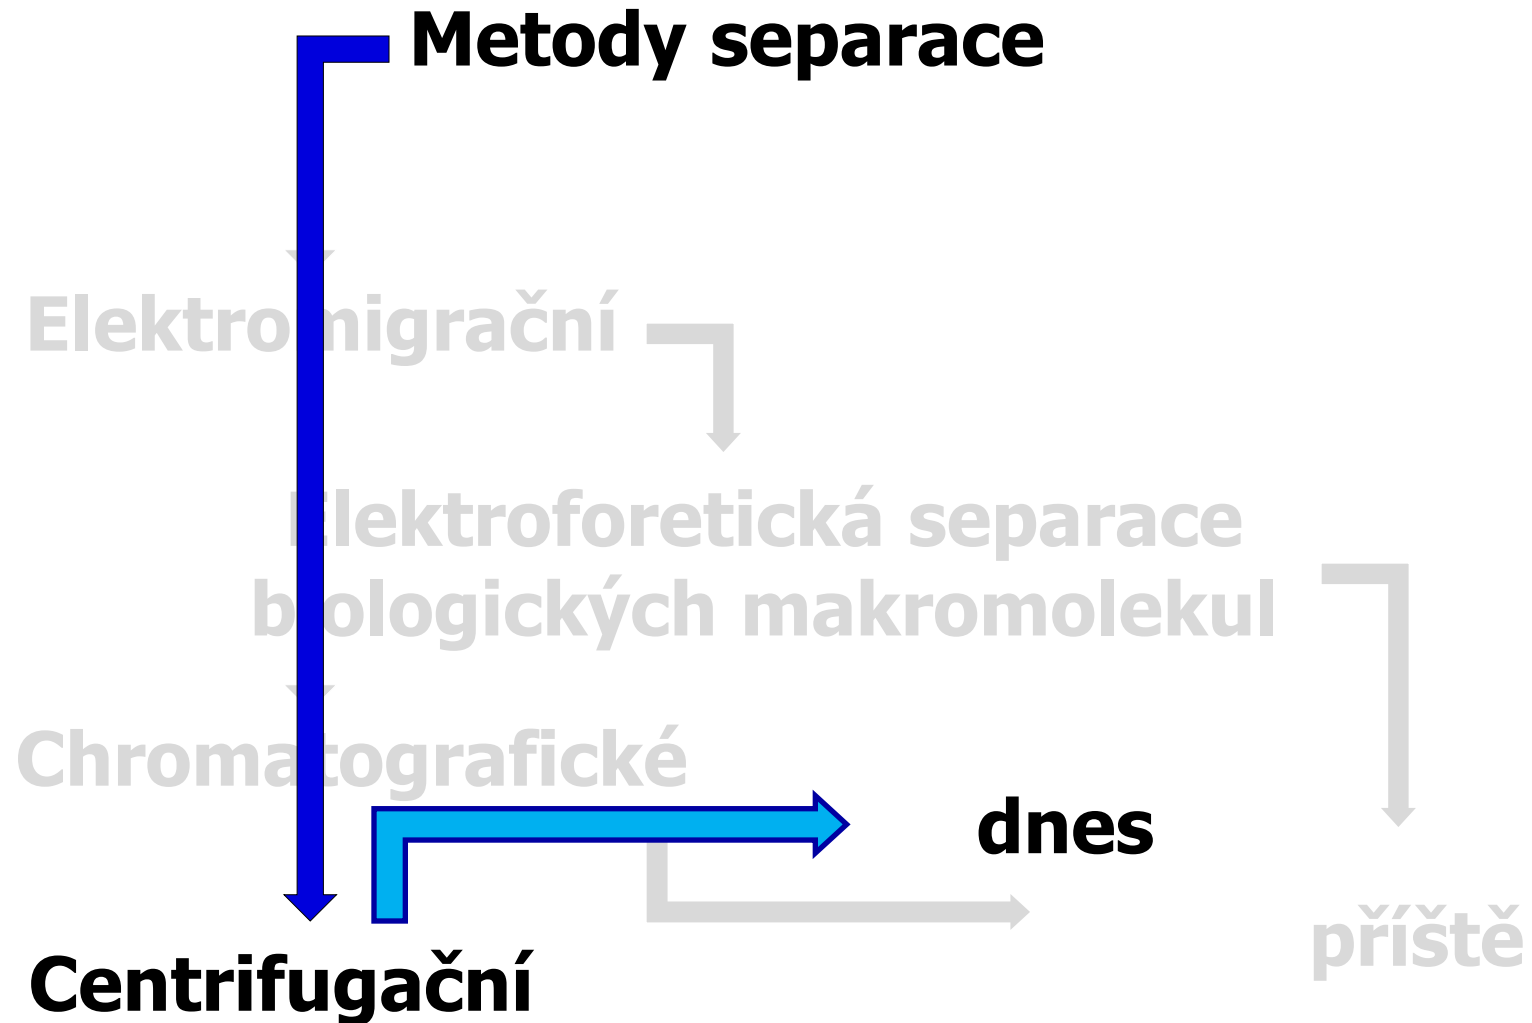 Metody separace
Elektromigrační
Elektroforetická separace
biologických makromolekul
Chromatografické
dnes
příště
Centrifugační